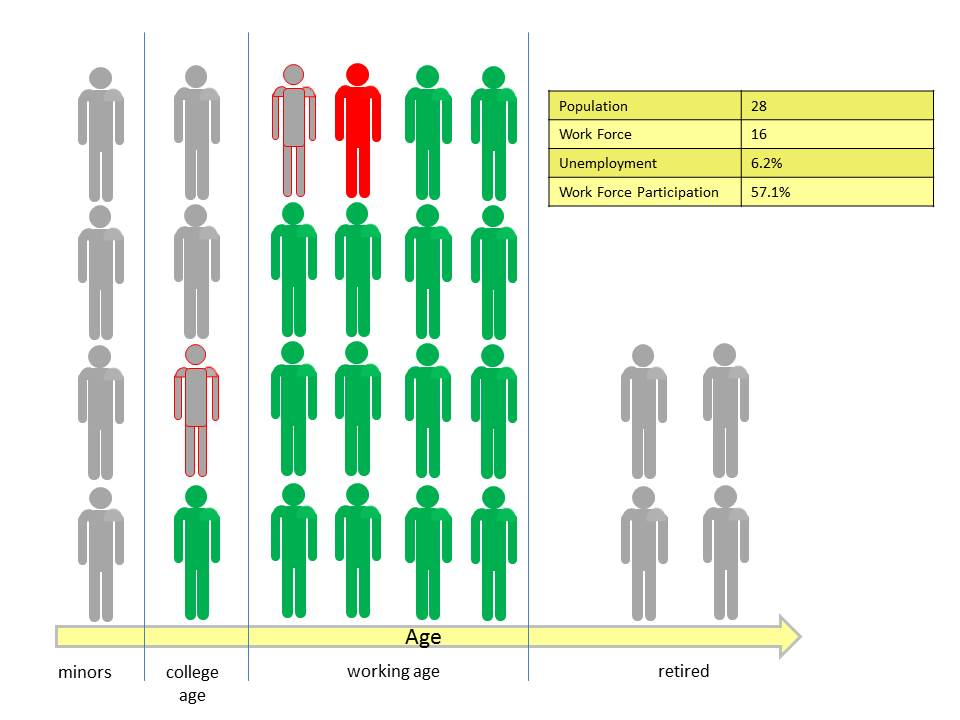 Population 28
Work Force 16
Unemployment 6.2%
Work Force Participation 57.1%
Age
minors
college
age
working age
retired